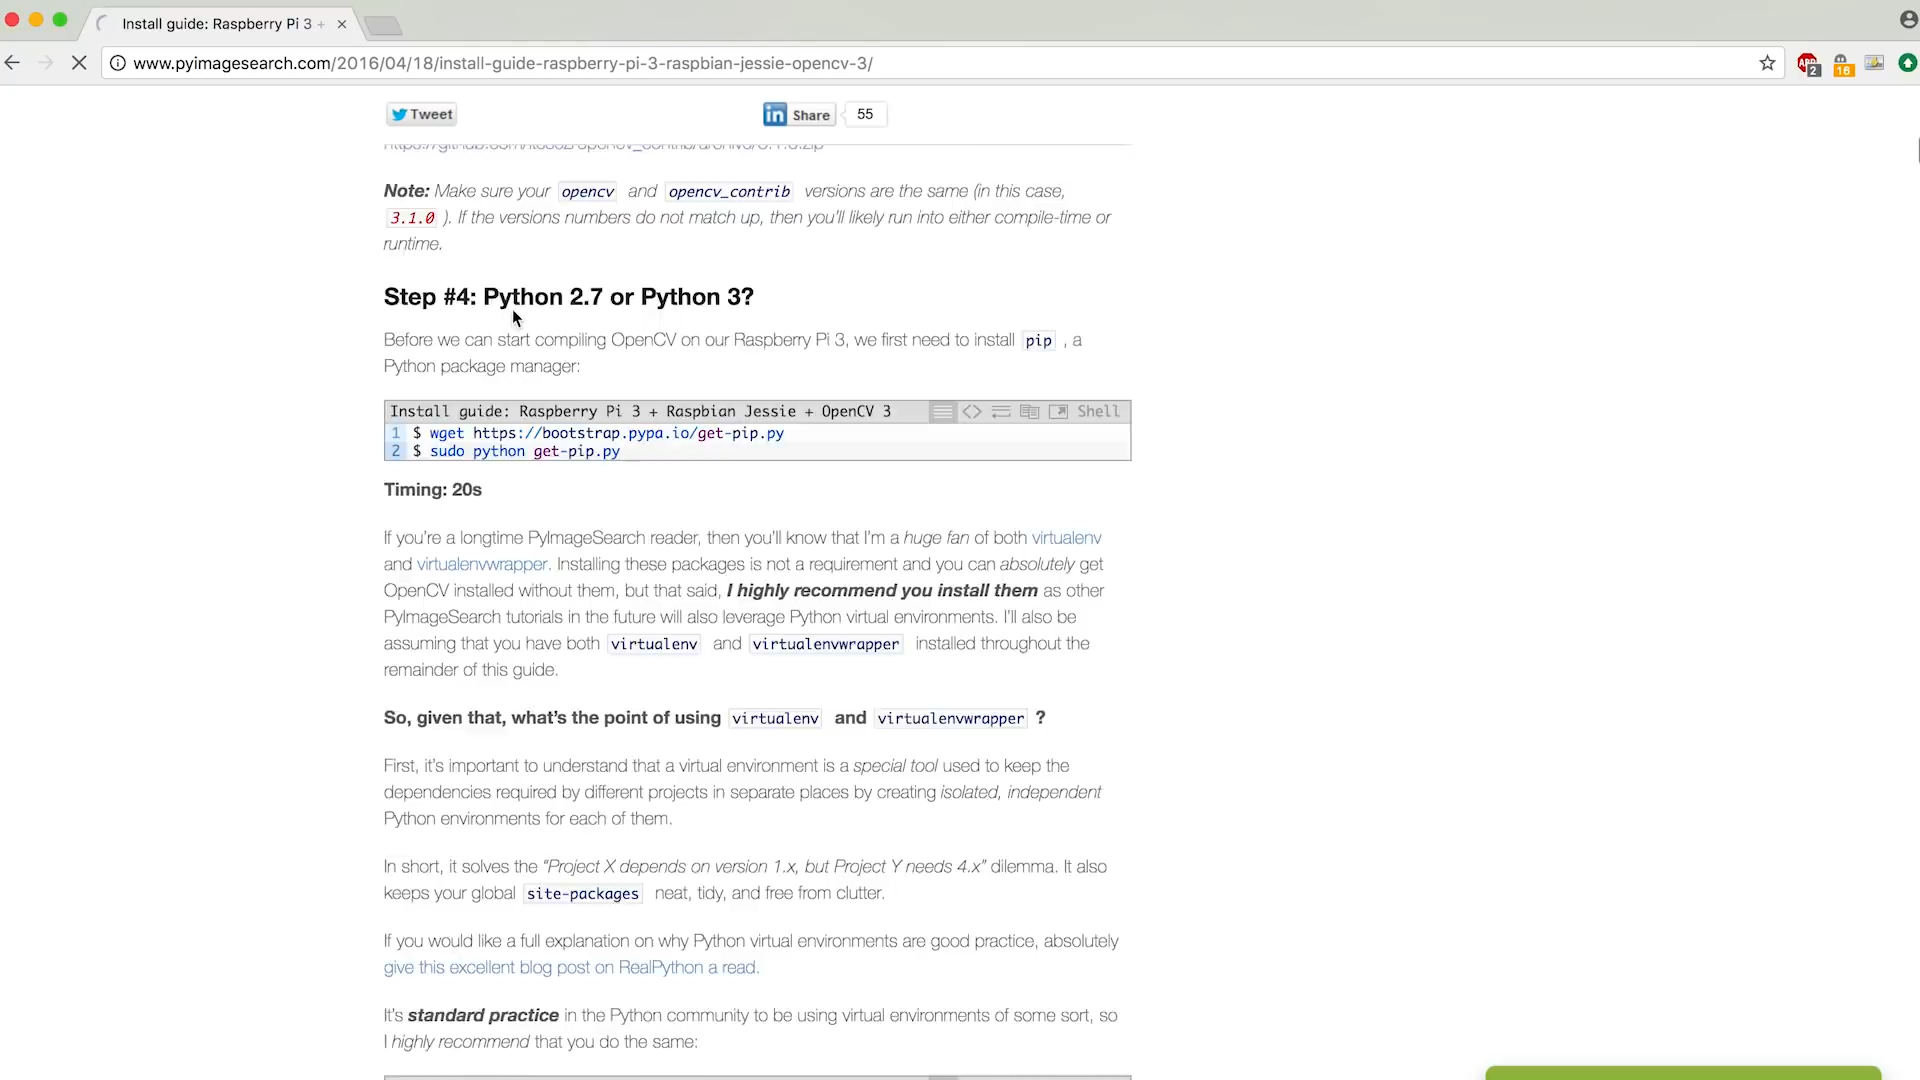 Install guide: Raspberry Pi 3 +
www.pyimagesearch.com/2016/04/18/install-guide-raspberry-pi-3-raspbian-jessie-opencv-3/
ABP 2 16
Tweet
in Share 55
Note: Make sure your opencv and opencv_contrib versions are the same (in this case,
3.1.0 ). If the versions numbers do not match up, then you'll likely run into either compile-time or
runtime.
Step #4: Python 2.7 or Python 3?
Before we can start compiling OpenCV on our Raspberry Pi 3, we first need to install pip , a
Python package manager:
Install guide: Raspberry Pi 3 + Raspbian Jessie + OpenCV 3 Shell
1 $ wget https://bootstrap.pypa.io/get-pip.py
2 $ sudo python get-pip.py
Timing: 20s
If you're a longtime PyImageSearch reader, then you'll know that I'm a huge fan of both virtualenv
and virtualenvwrapper. Installing these packages is not a requirement and you can absolutely get
OpenCV installed without them, but that said, I highly recommend you install them as other
PyImageSearch tutorials in the future will also leverage Python virtual environments. I'll also be
assuming that you have both virtualenv and virtualenvwrapper installed throughout the
remainder of this guide.
So, given that, what's the point of using virtualenv and virtualenvwrapper ?
First, it's important to understand that a virtual environment is a special tool used to keep the
dependencies required by different projects in separate places by creating isolated, independent
Python environments for each of them.
In short, it solves the "Project X depends on version 1.x, but Project Y needs 4.x" dilemma. It also
keeps your global site-packages neat, tidy, and free from clutter.
If you would like a full explanation on why Python virtual environments are good practice, absolutely
give this excellent blog post on RealPython a read.
It's standard practice in the Python community to be using virtual environments of some sort, so
I highly recommend that you do the same: